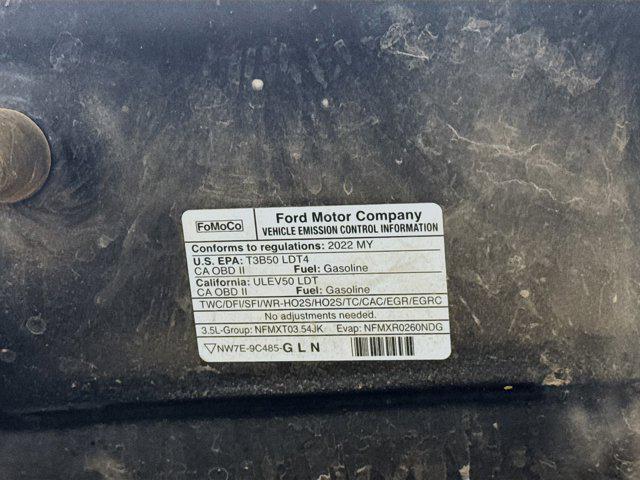 FoMoCo
Ford Motor Company
VEHICLE EMISSION CONTROL INFORMATION
Conforms to regulations: 2022 MY
U.S. EPA: T3B50 LDT4
CA OBD II Fuel: Gasoline
California: ULEV50 LDT
CA OBD II Fuel: Gasoline
TWC/DFI/SFI/WR-HO2S/HO2S/TC/CAC/EGR/EGRC
No adjustments needed.
3.5L-Group: NFMXT03.54JK Evap: NFMXR0260NDG
NW7E-9C485-GLN